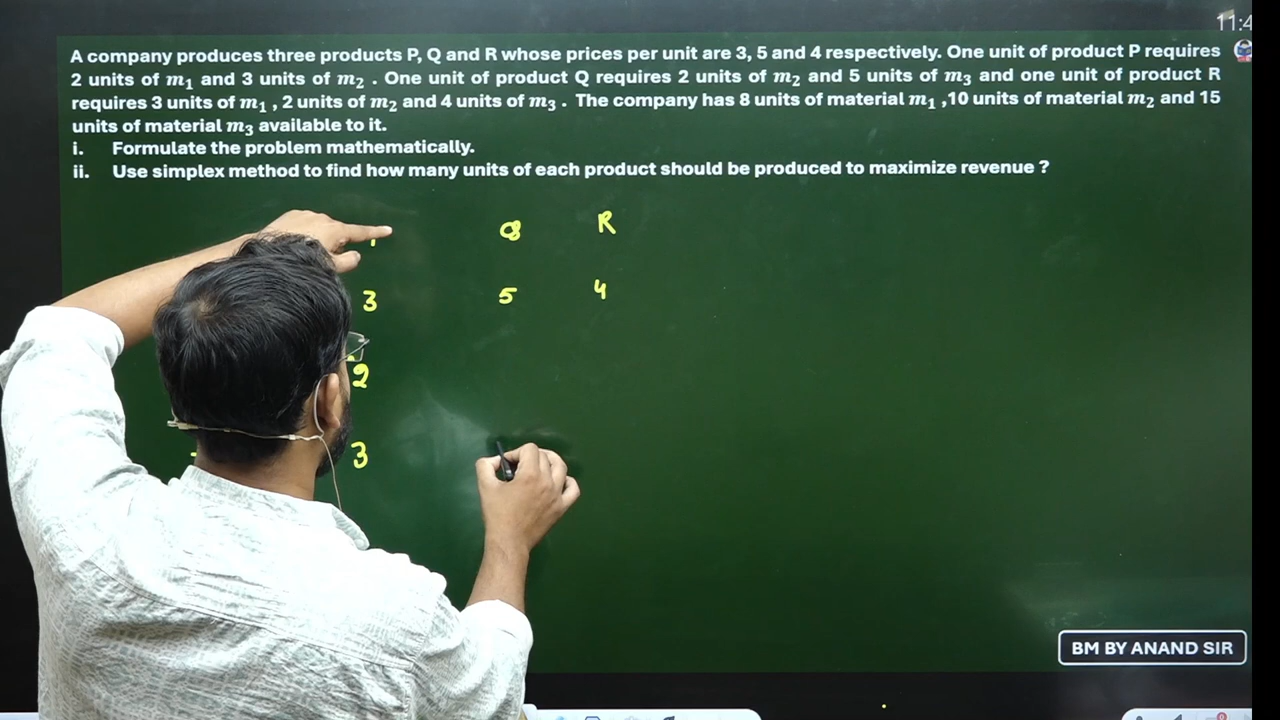 11:4
A company produces three products P, Q and R whose prices per unit are 3, 5 and 4 respectively. One unit of product P requires
2 units of m₁ and 3 units of m₂ . One unit of product Q requires 2 units of m₂ and 5 units of m₃ and one unit of product R
requires 3 units of m₁ , 2 units of m₂ and 4 units of m₃ . The company has 8 units of material m₁ ,10 units of material m₂ and 15
units of material m₃ available to it.
i. Formulate the problem mathematically.
ii. Use simplex method to find how many units of each product should be produced to maximize revenue ?
Q R
3 5 4
2
3
BM BY ANAND SIR